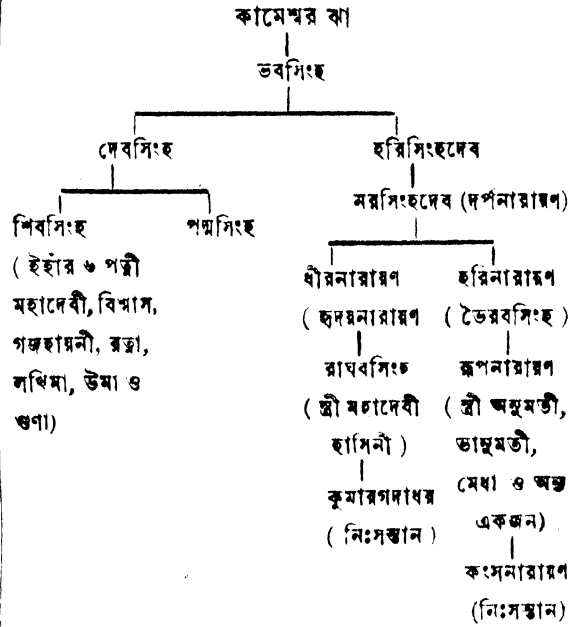 কামেশ্বর ঝা
ভবসিংহ
দেবসিংহ হরিসিংহদেব
নরসিংহদেব (দর্পনারায়ণ)
শিবসিংহ পদ্মসিংহ
( ইহাঁর ৬ পত্নী
মহাদেবী, বিশ্বাস,
গজহায়নী, রত্না,
লখিমা, উমা ও
গুণা)
ধীরনারায়ণ
( হৃদয়নারায়ণ
রাঘবসিংহ
( স্ত্রী মহাদেবী
হাসিনী )
কুমারগদাধর
( নিঃসন্তান )
হরিনারায়ণ
( ভৈরবসিংহ )
রূপনারায়ণ
( স্ত্রী অনুমতী,
ভানুমতী,
মেধা ও অন্য
একজন)
কংসনারায়ণ
(নিঃসন্তান)